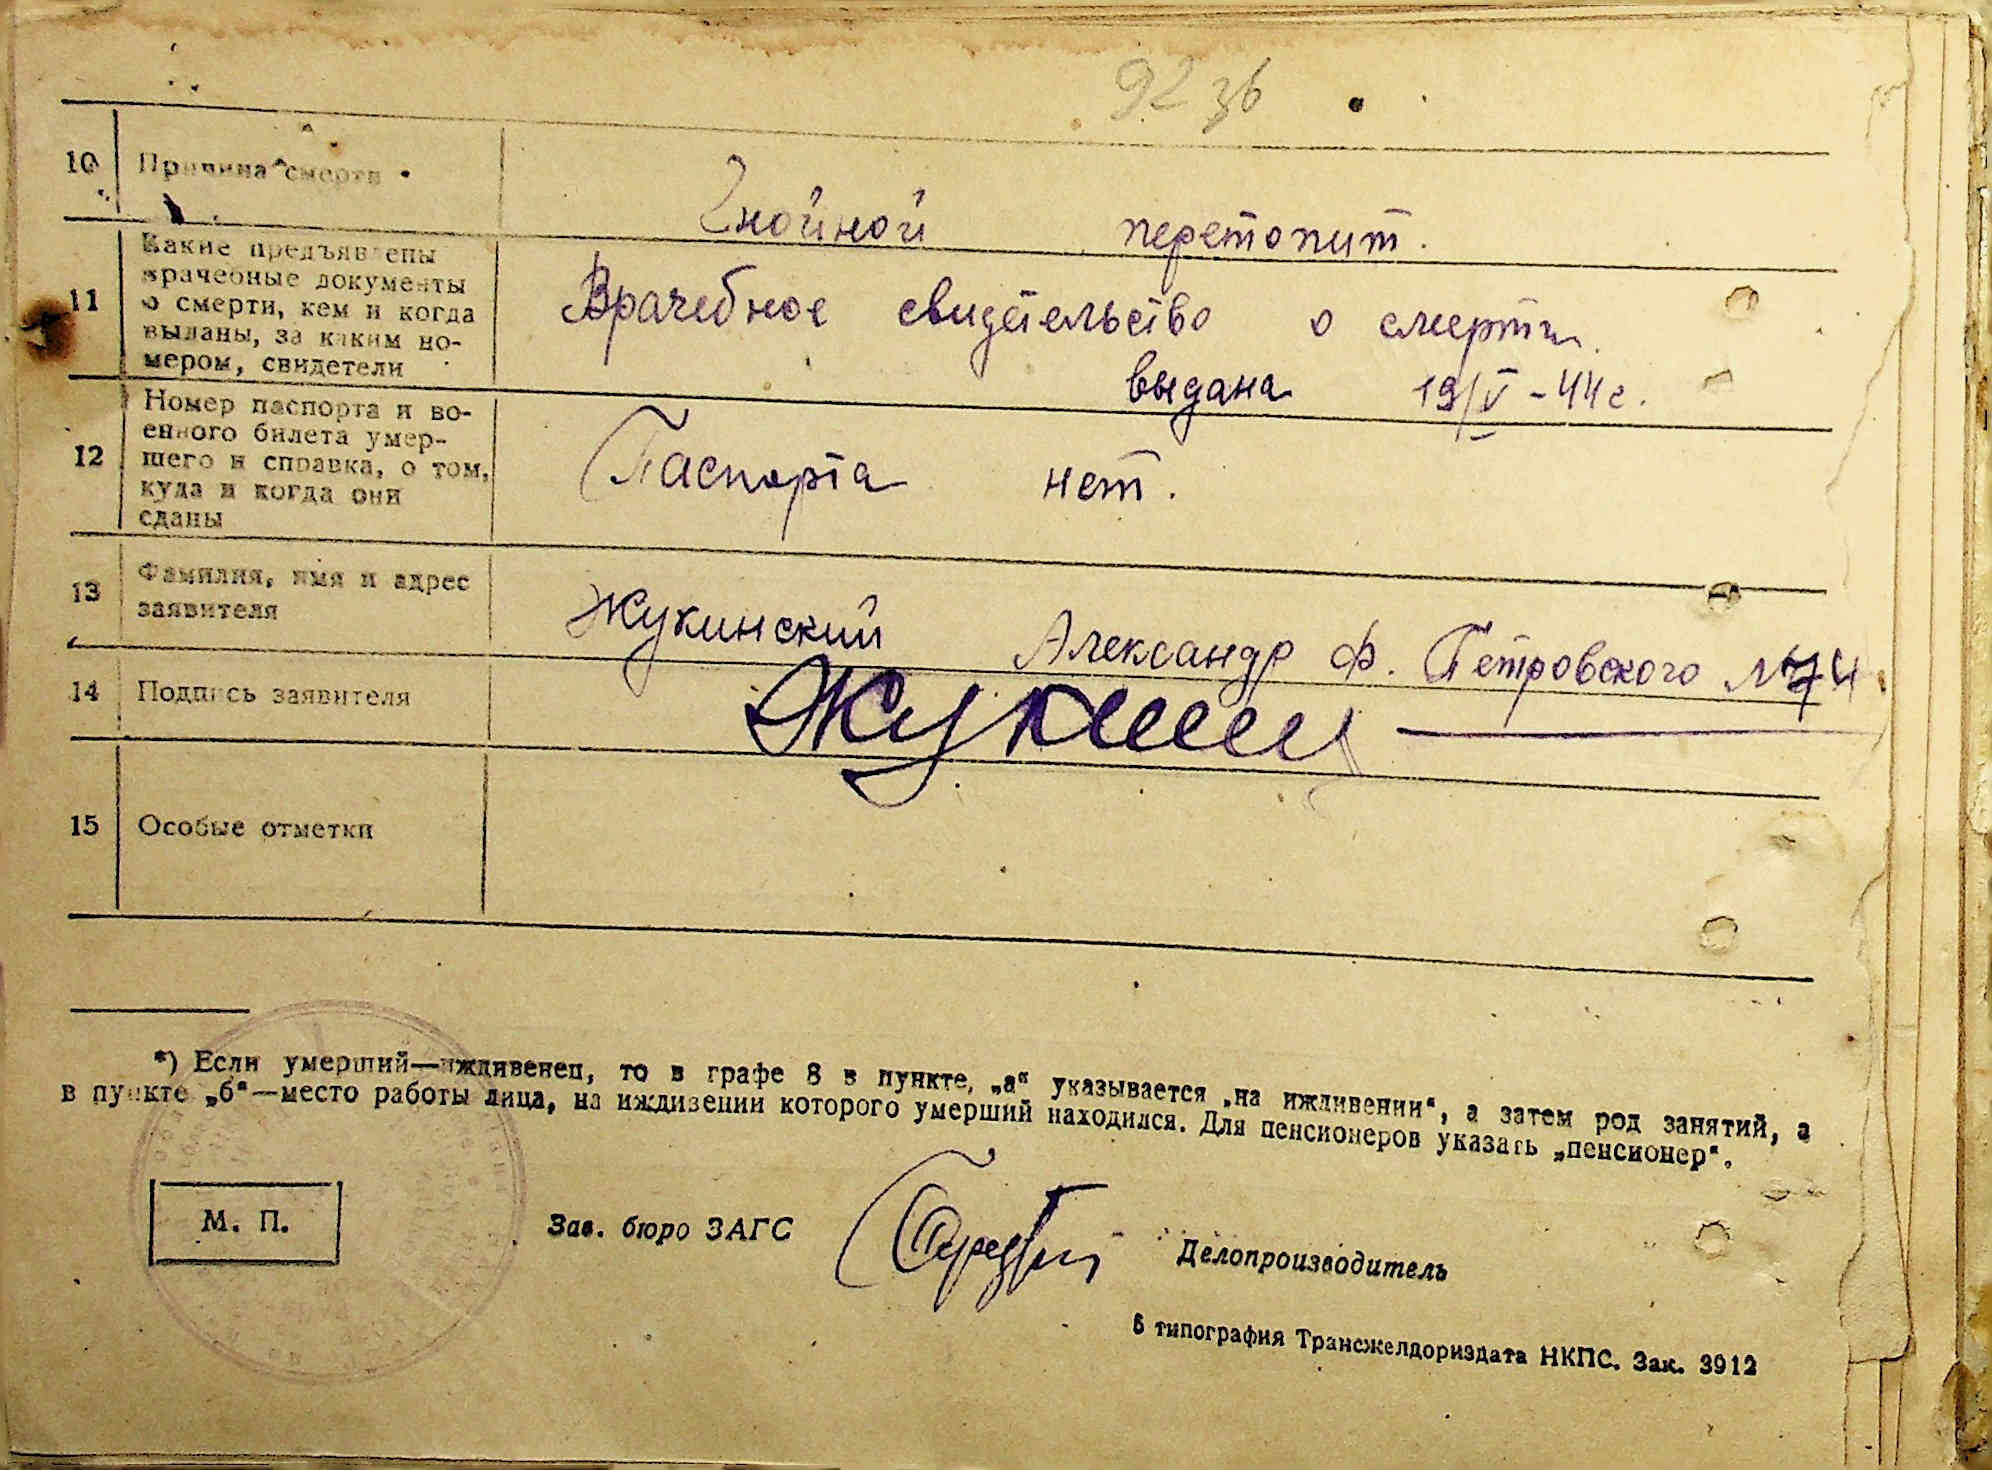 92 зв
10 Причина смерти
Гнойной перетопит.
11 Какие предъявлены
врачебные документы
о смерти, кем и когда
выданы, за каким но-
мером, свидетели
Врачебное свидетельство о смерти
выдана 19/V-44г.
12 Номер паспорта и во-
енного билета умер-
шего и справка, о том,
куда и когда они
сданы
Паспорта нет.
13 Фамилия, имя и адрес
заявителя
Жукинский Александр Ф. Петровского №74
14 Подпись заявителя
15 Особые отметки
*) Если умерший—иждивенец, то в графе 8 в пункте, „а“ указывается „на иждивении“, а затем род занятий, а
в пункте „б“—место работы лица, на иждивении которого умерший находился. Для пенсионеров указать „пенсионер“.
М. П.
Зав. бюро ЗАГС
Делопроизводитель
6 типография Трансжелдориздата НКПС. Зак. 3912